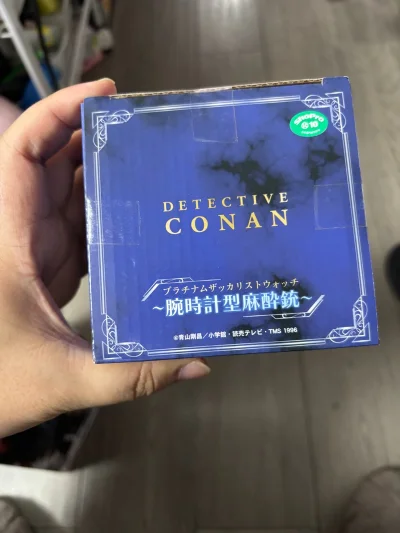 DETECTIVE
CONAN
プラチナムザッカリストウォッチ
~腕時計型麻酔銃~
©青山剛昌/小学館・読売テレビ・TMS 1996